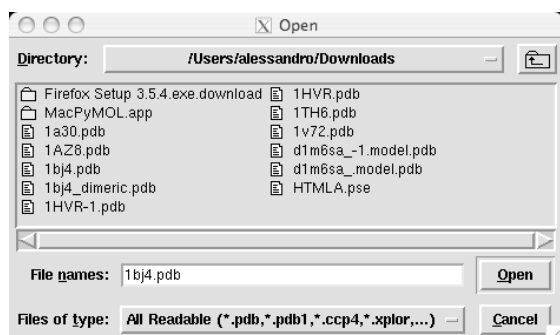 Open
Directory: /Users/alessandro/Downloads
Firefox Setup 3.5.4.exe.download
MacPyMOL.app
1a30.pdb
1AZ8.pdb
1bj4.pdb
1bj4_dimeric.pdb
1HVR-1.pdb
1HVR.pdb
1TH6.pdb
1v72.pdb
d1m6sa_-1.model.pdb
d1m6sa_.model.pdb
HTMLA.pse
File names: 1bj4.pdb Open
Files of type: All Readable (*.pdb,*.pdb1,*.ccp4,*.xplor,...) Cancel